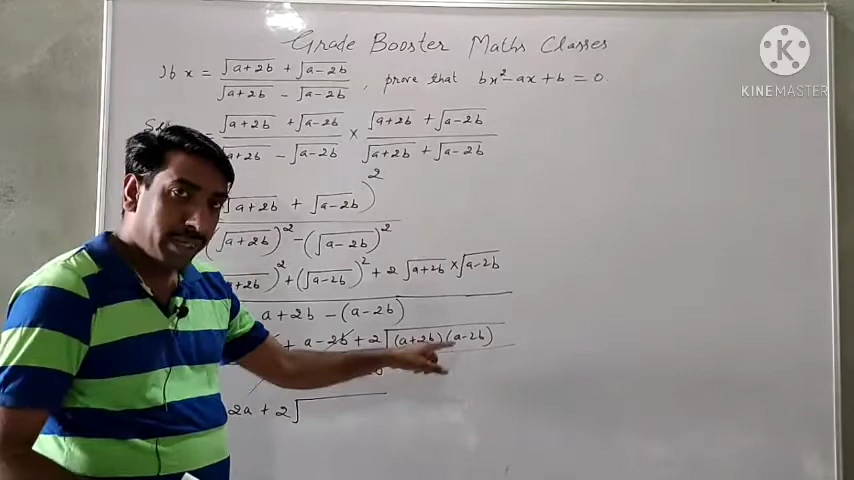 Grade Booster Maths Classes
If x = (√(a+2b) + √(a-2b)) / (√(a+2b) - √(a-2b)), prove that bx² - ax + b = 0.
= (√(a+2b) + √(a-2b)) / (√(a+2b) - √(a-2b)) × (√(a+2b) + √(a-2b)) / (√(a+2b) + √(a-2b))
√(a+2b) + √(a-2b))² / (√(a+2b))² - (√(a-2b))²
a+2b)² + (√(a-2b))² + 2√(a+2b) × √(a-2b) / a+2b - (a-2b)
+ a-2b + 2√((a+2b)(a-2b))
2a + 2√
K
KINEMASTER